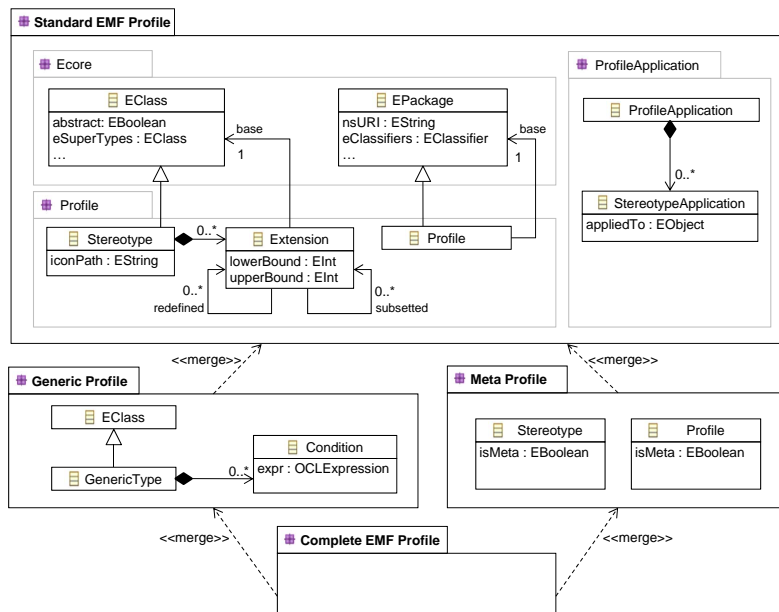 Standard EMF Profile
Ecore
EClass
abstract: EBoolean
eSuperTypes : EClass
…
base
1
EPackage
nsURI : EString
eClassifiers : EClassifier
…
base
1
ProfileApplication
ProfileApplication
0..*
StereotypeApplication
appliedTo : EObject
Profile
Stereotype
iconPath : EString
0..*
Extension
lowerBound : EInt
upperBound : EInt
0..*
redefined
0..*
subsetted
Profile
<<merge>>
<<merge>>
Generic Profile
EClass
GenericType
0..*
Condition
expr : OCLExpression
Meta Profile
Stereotype
isMeta : EBoolean
Profile
isMeta : EBoolean
<<merge>>
<<merge>>
Complete EMF Profile